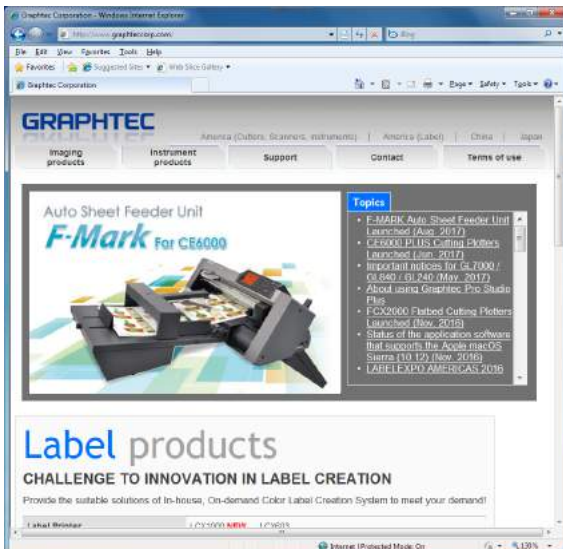 Graphtec Corporation - Windows Internet Explorer
http://www.graphteccorp.com/
Bing
File Edit View Favorites Tools Help
Favorites Suggested Sites Web Slice Gallery
Graphtec Corporation
Page Safety Tools
GRAPHTEC
America (Cutters, Scanners, Instruments) | America (Label) | China | Japan
Imaging products
Instrument products
Support
Contact
Terms of use
Auto Sheet Feeder Unit
F-Mark For CE6000
Topics
F-MARK Auto Sheet Feeder Unit
Launched (Aug. 2017)
CE6000 PLUS Cutting Plotters
Launched (Jun. 2017)
Important notices for GL7000 /
GL840 / GL240 (May. 2017)
About using Graphtec Pro Studio
Plus
FCX2000 Flatbed Cutting Plotters
Launched (Nov. 2016)
Status of the application software
that supports the Apple macOS
Sierra (10.12) (Nov. 2016)
LABELEXPO AMERICAS 2016
Label products
CHALLENGE TO INNOVATION IN LABEL CREATION
Provide the suitable solutions of In-house, On-demand Color Label Creation System to meet your demand!
Label Printer LCX1000 NEW LCX603
Internet | Protected Mode: On 130%